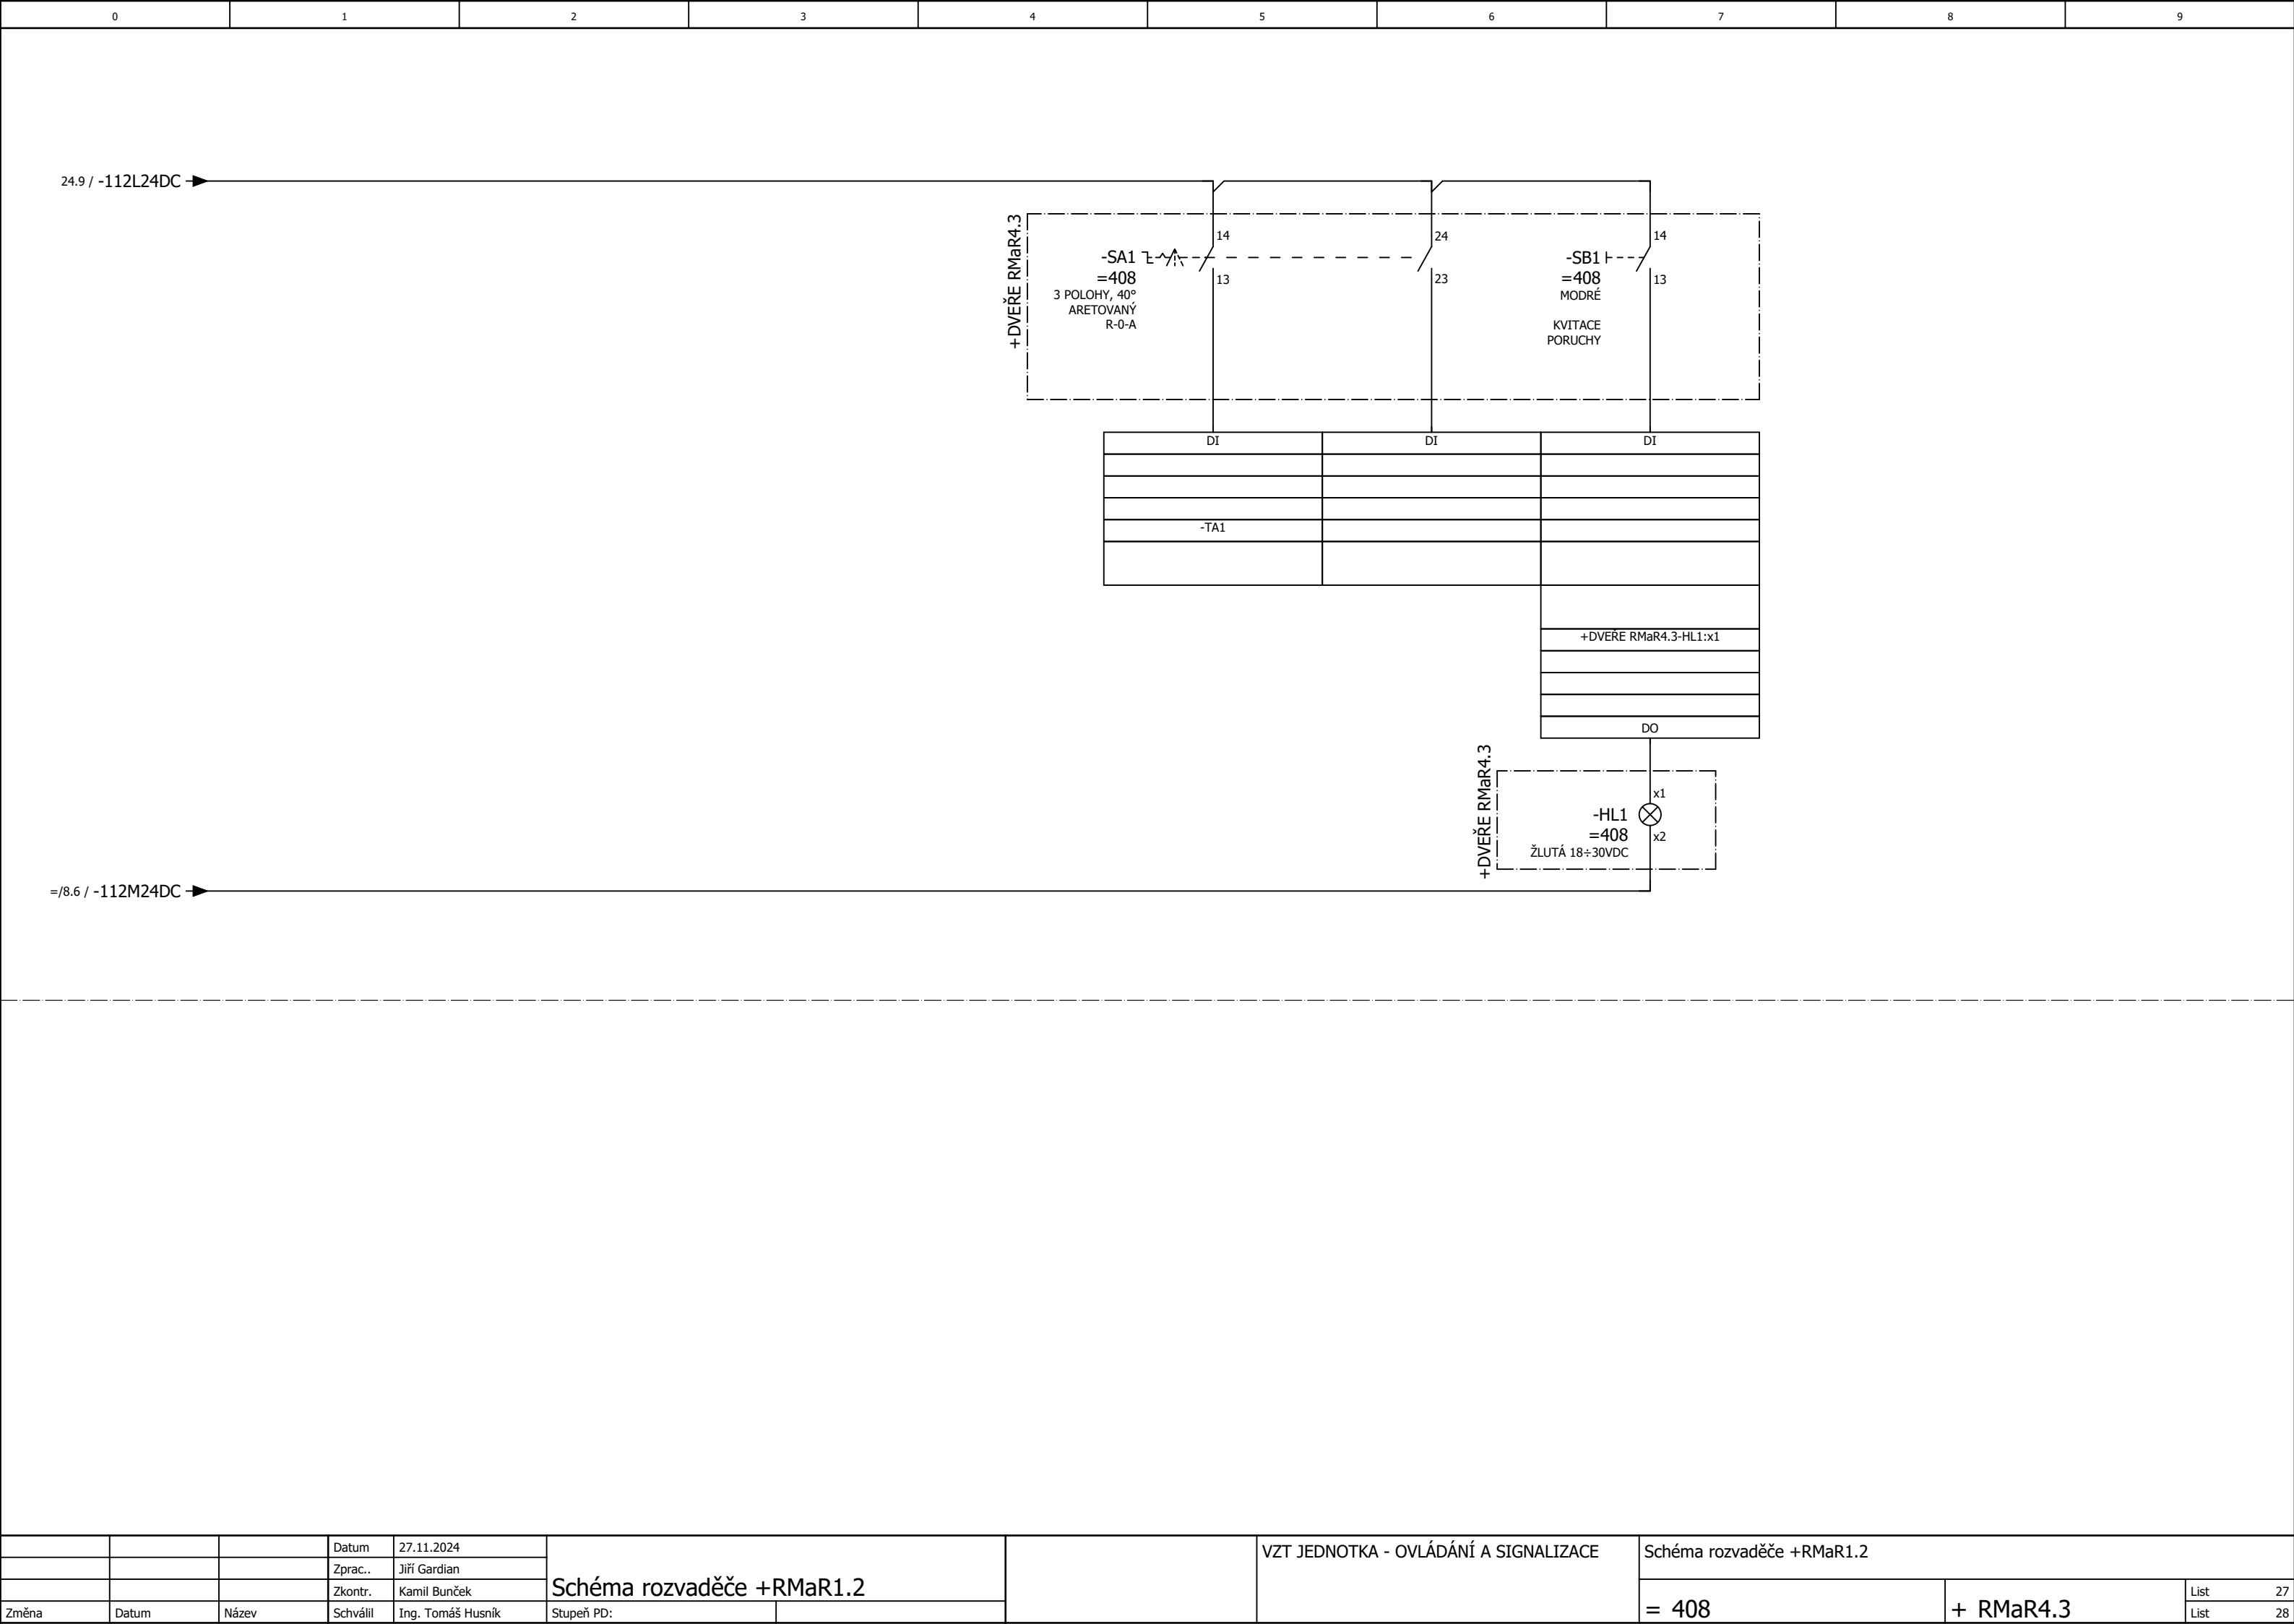 0 1 2 3 4 5 6 7 8 9
24.9 / -112L24DC
+DVEŘE RMaR4.3
-SA1
=408
3 POLOHY, 40°
ARETOVANÝ
R-0-A
14
13
24
23
-SB1
=408
MODRÉ
KVITACE
PORUCHY
14
13
DI DI DI
-TA1
+DVEŘE RMaR4.3-HL1:x1
DO
+DVEŘE RMaR4.3
-HL1
=408
ŽLUTÁ 18÷30VDC
x1
x2
=/8.6 / -112M24DC
Datum 27.11.2024
Zprac.. Jiří Gardian
Zkontr. Kamil Bunček
Změna Datum Název Schválil Ing. Tomáš Husník
Schéma rozvaděče +RMaR1.2
Stupeň PD:
VZT JEDNOTKA - OVLÁDÁNÍ A SIGNALIZACE
Schéma rozvaděče +RMaR1.2
= 408
+ RMaR4.3
List 27
List 28